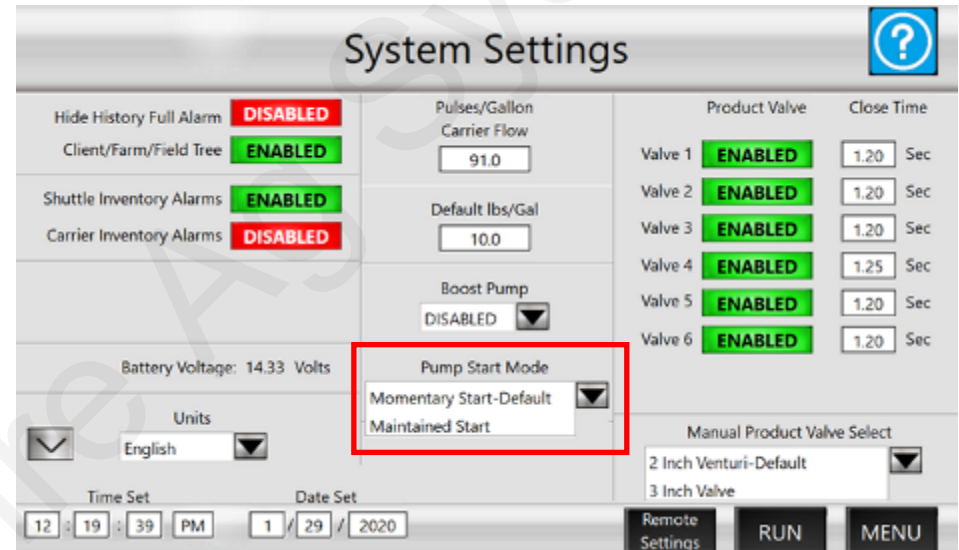 System Settings
?
Hide History Full Alarm DISABLED
Client/Farm/Field Tree ENABLED
Shuttle Inventory Alarms ENABLED
Carrier Inventory Alarms DISABLED
Battery Voltage: 14.33 Volts
Units
English
Time Set
12 : 19 : 39 PM
Date Set
1 / 29 / 2020
Pulses/Gallon
Carrier Flow
91.0
Default lbs/Gal
10.0
Boost Pump
DISABLED
Pump Start Mode
Momentary Start-Default
Maintained Start
Product Valve Close Time
Valve 1 ENABLED 1.20 Sec
Valve 2 ENABLED 1.20 Sec
Valve 3 ENABLED 1.20 Sec
Valve 4 ENABLED 1.25 Sec
Valve 5 ENABLED 1.20 Sec
Valve 6 ENABLED 1.20 Sec
Manual Product Valve Select
2 Inch Venturi-Default
3 Inch Valve
Remote
Settings
RUN
MENU